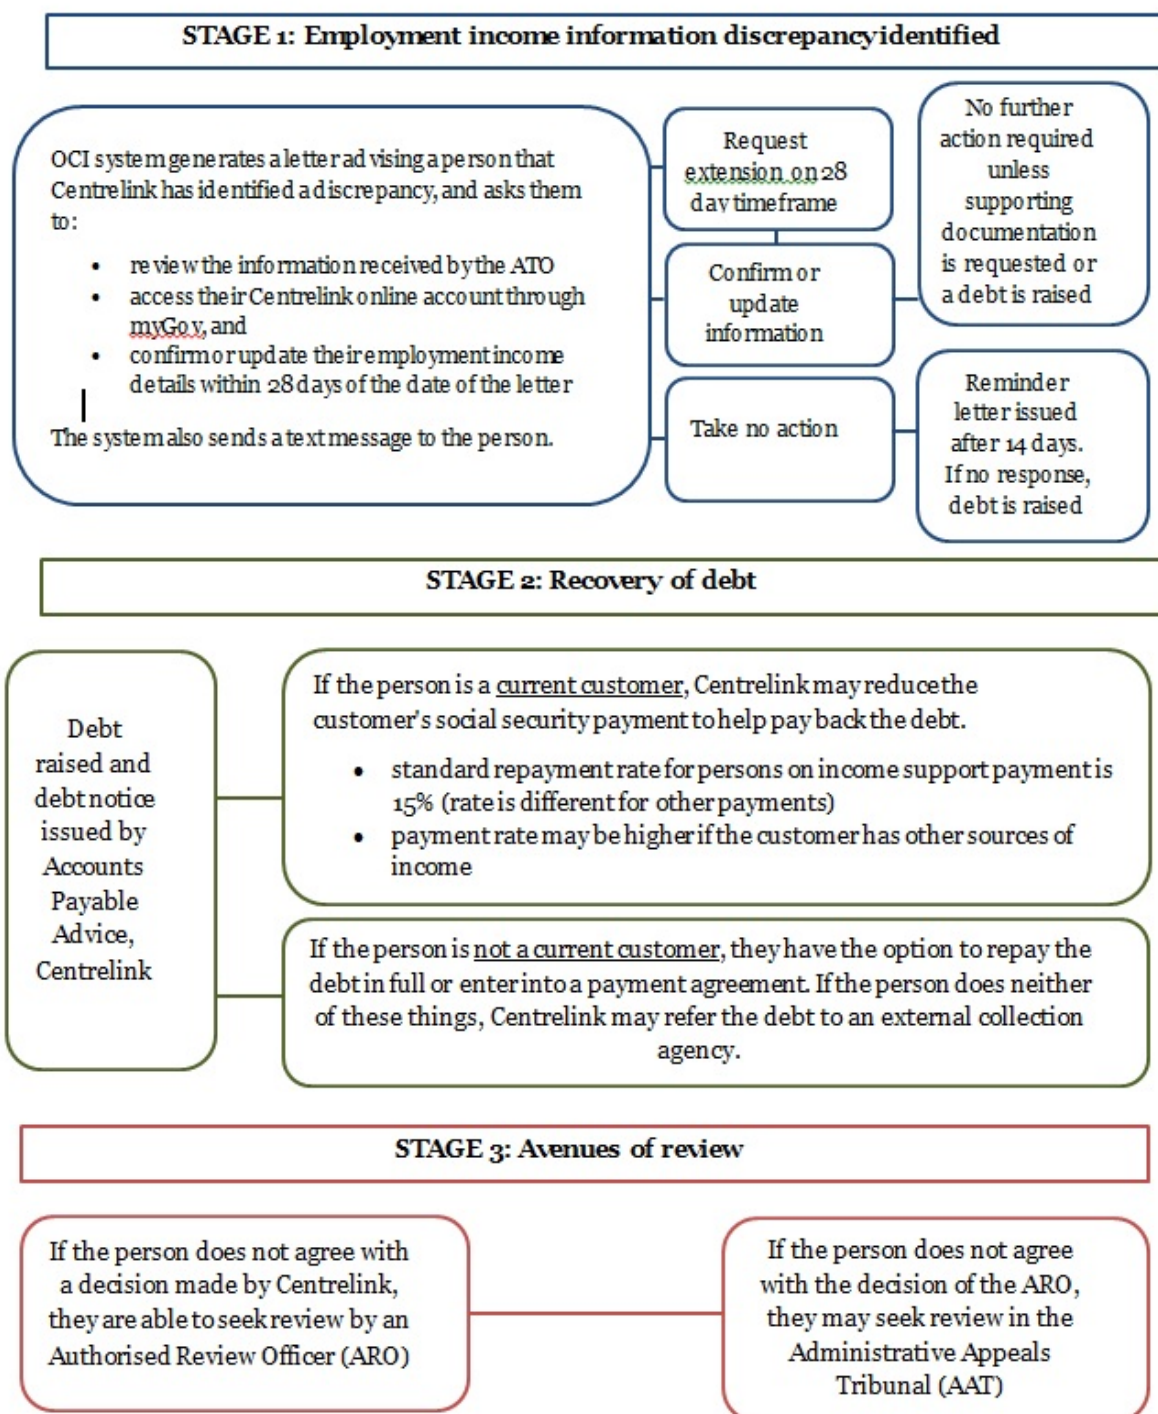 STAGE 1: Employment income information discrepancy identified
OCI system generates a letter advising a person that
Centrelink has identified a discrepancy, and asks them
to:
• review the information received by the ATO
• access their Centrelink online account through
myGov, and
• confirm or update their employment income
details within 28 days of the date of the letter
The system also sends a text message to the person.
Request
extension on 28
day timeframe
Confirm or
update
information
Take no action
No further
action required
unless
supporting
documentation
is requested or
a debt is raised
Reminder
letter issued
after 14 days.
If no response,
debt is raised
STAGE 2: Recovery of debt
Debt
raised and
debt notice
issued by
Accounts
Payable
Advice,
Centrelink
If the person is a current customer, Centrelink may reduce the
customer's social security payment to help pay back the debt.
• standard repayment rate for persons on income support payment is
15% (rate is different for other payments)
• payment rate may be higher if the customer has other sources of
income
If the person is not a current customer, they have the option to repay the
debt in full or enter into a payment agreement. If the person does neither
of these things, Centrelink may refer the debt to an external collection
agency.
STAGE 3: Avenues of review
If the person does not agree with
a decision made by Centrelink,
they are able to seek review by an
Authorised Review Officer (ARO)
If the person does not agree
with the decision of the ARO,
they may seek review in the
Administrative Appeals
Tribunal (AAT)